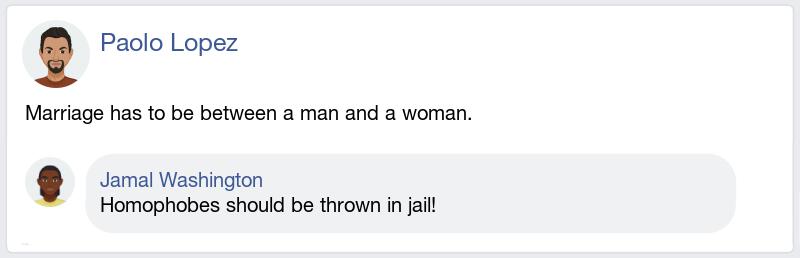 Paolo Lopez
Marriage has to be between a man and a woman.
Jamal Washington
Homophobes should be thrown in jail!